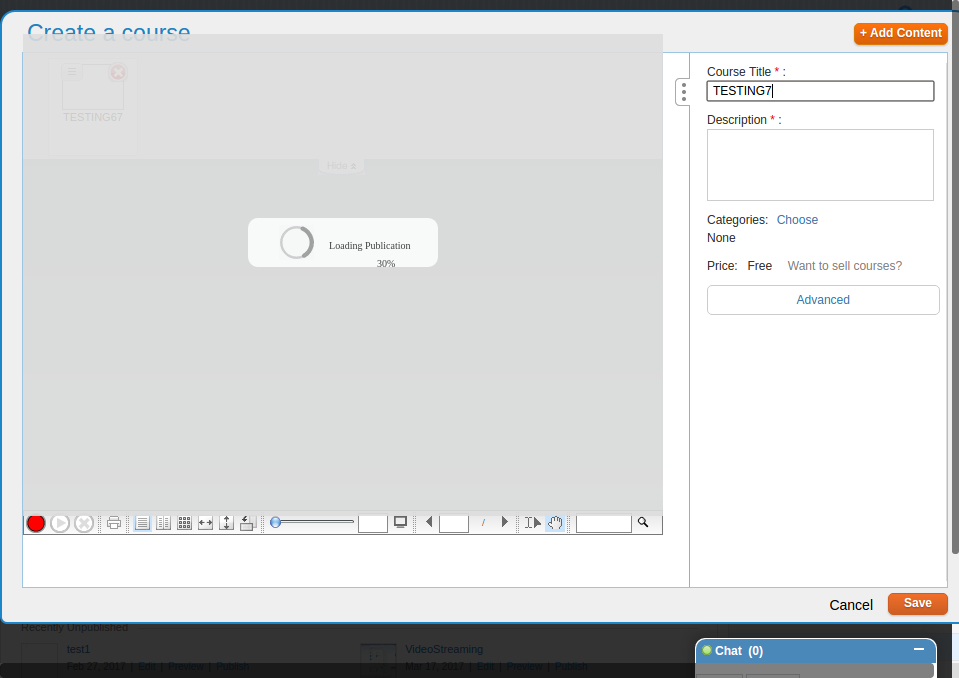 Create a course
+ Add Content
TESTING67
Hide
Loading Publication
30%
/
Course Title * :
TESTING7
Description * :
Categories: Choose
None
Price: Free Want to sell courses?
Advanced
Cancel
Save
Recently Unpublished
test1
Feb 27, 2017 | Edit | Preview | Publish
VideoStreaming
Mar 17, 2017 | Edit | Preview | Publish
Chat (0)